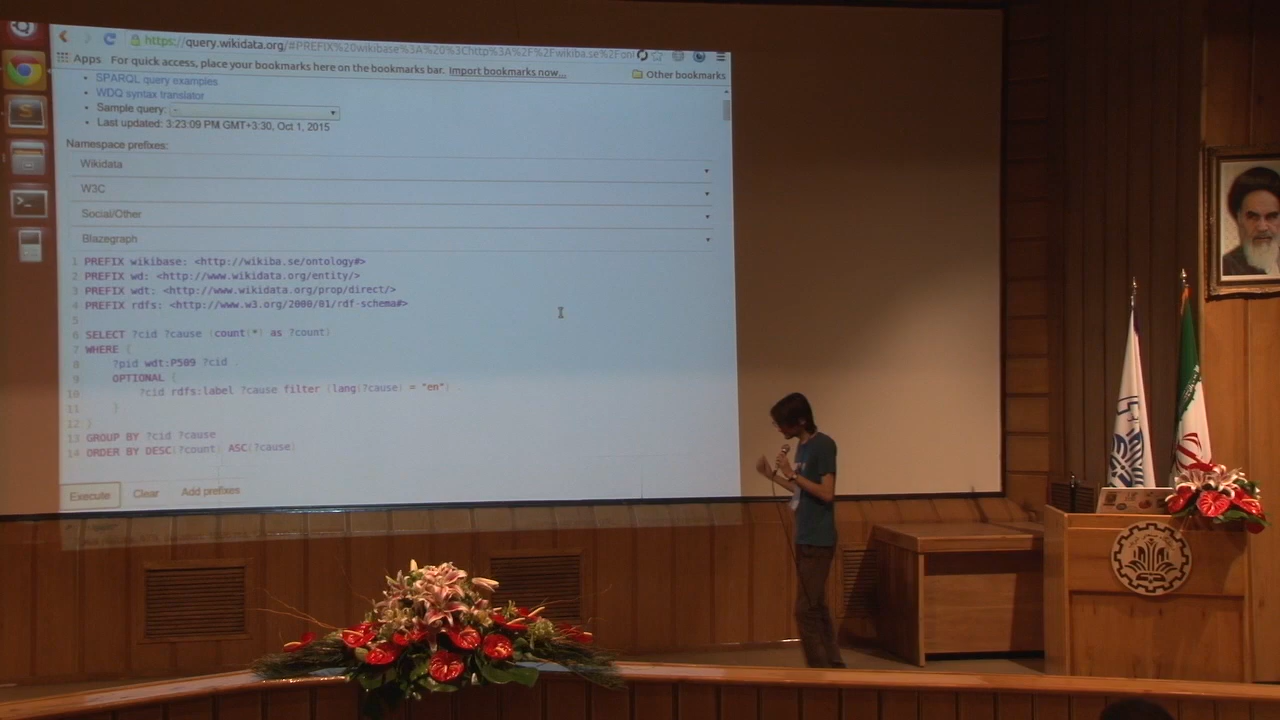 https://query.wikidata.org/#PREFIX%20wikibase%3A%20%3Chttp%3A%2F%2Fwikiba.se%2Fon
Apps For quick access, place your bookmarks here on the bookmarks bar. Import bookmarks now... Other bookmarks
• SPARQL query examples
• WDQ syntax translator
• Sample query:
• Last updated: 3:23:09 PM GMT+3:30, Oct 1, 2015
Namespace prefixes:
Wikidata
W3C
Social/Other
Blazegraph
1 PREFIX wikibase: <http://wikiba.se/ontology#>
2 PREFIX wd: <http://www.wikidata.org/entity/>
3 PREFIX wdt: <http://www.wikidata.org/prop/direct/>
4 PREFIX rdfs: <http://www.w3.org/2000/01/rdf-schema#>
5
6 SELECT ?cid ?cause (count(*) as ?count)
7 WHERE {
8 ?pid wdt:P509 ?cid .
9 OPTIONAL {
10 ?cid rdfs:label ?cause filter (lang(?cause) = "en") .
11 }
12 }
13 GROUP BY ?cid ?cause
14 ORDER BY DESC(?count) ASC(?cause)
Execute Clear Add prefixes